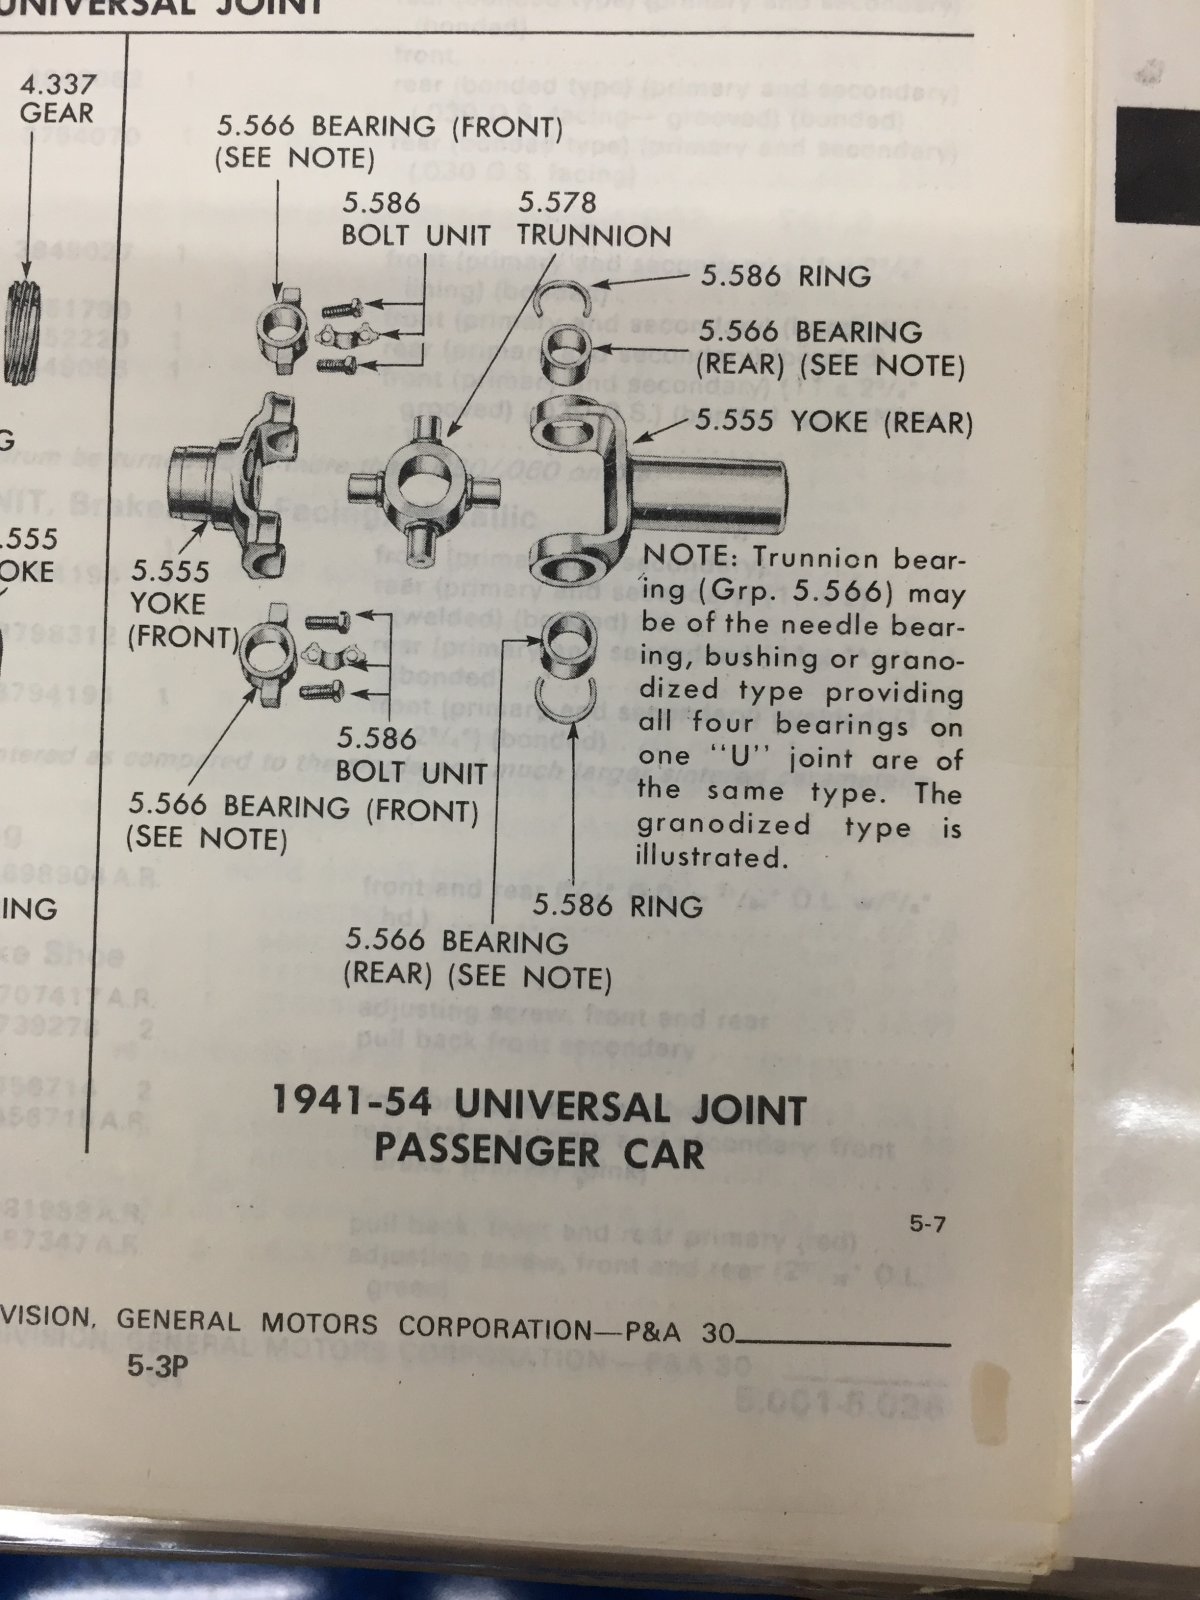 UNIVERSAL JOINT
4.337
GEAR
5.566 BEARING (FRONT)
(SEE NOTE)
5.586
BOLT UNIT
5.578
TRUNNION
5.586 RING
5.566 BEARING
(REAR) (SEE NOTE)
5.555 YOKE (REAR)
.555
OKE
5.555
YOKE
(FRONT)
NOTE: Trunnion bear-
ing (Grp. 5.566) may
be of the needle bear-
ing, bushing or grano-
dized type providing
all four bearings on
one "U" joint are of
the same type. The
granodized type is
illustrated.
5.586
BOLT UNIT
5.566 BEARING (FRONT)
(SEE NOTE)
ING
5.586 RING
5.566 BEARING
(REAR) (SEE NOTE)
1941-54 UNIVERSAL JOINT
PASSENGER CAR
5-7
VISION, GENERAL MOTORS CORPORATION—P&A 30
5-3P